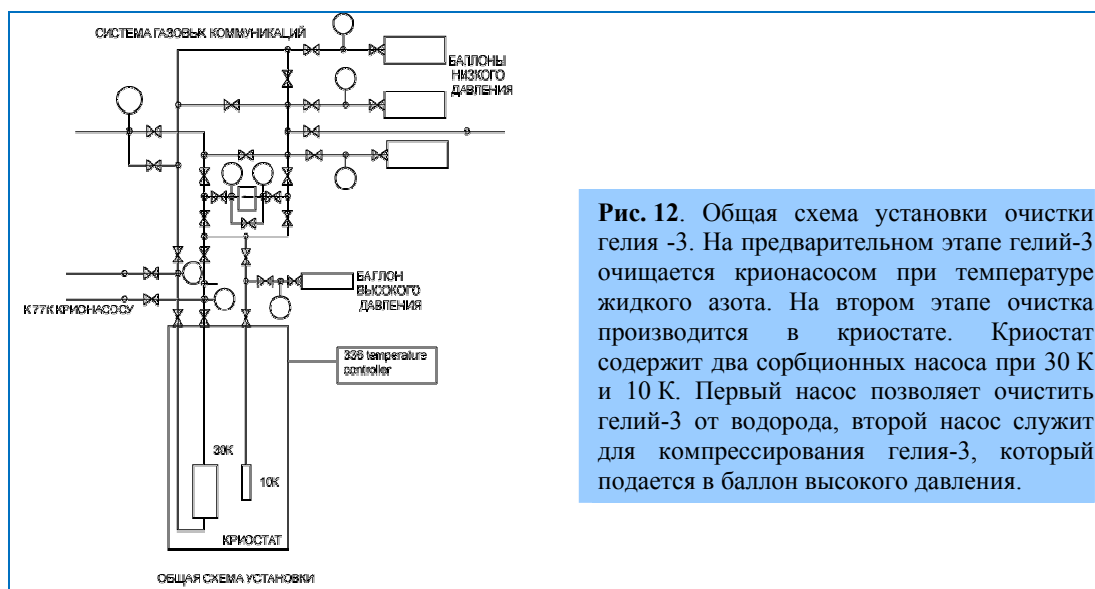 СИСТЕМА ГАЗОВЫХ КОММУНИКАЦИЙ
БАЛЛОНЫ
НИЗКОГО
ДАВЛЕНИЯ
БАЛЛОН
ВЫСОКОГО
ДАВЛЕНИЯ
К 77К КРИОНАСОСУ
336 temperature
controller
30К
10К
КРИОСТАТ
ОБЩАЯ СХЕМА УСТАНОВКИ
Рис. 12. Общая схема установки очистки
гелия -3. На предварительном этапе гелий-3
очищается крионасосом при температуре
жидкого азота. На втором этапе очистка
производится в криостате. Криостат
содержит два сорбционных насоса при 30 К
и 10 К. Первый насос позволяет очистить
гелий-3 от водорода, второй насос служит
для компрессирования гелия-3, который
подается в баллон высокого давления.